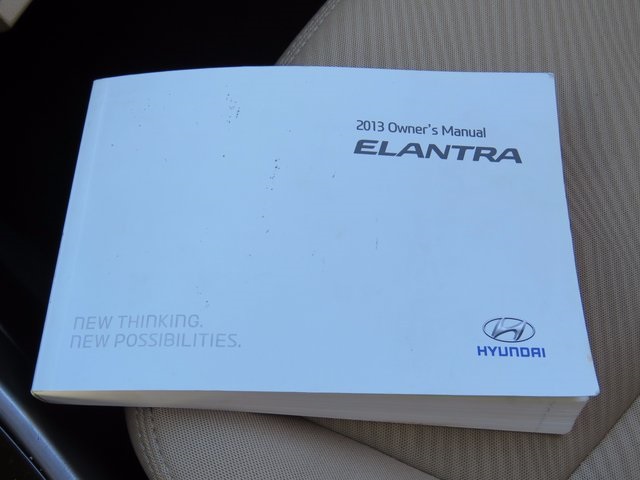 2013 Owner's Manual
ELANTRA
NEW THINKING.
NEW POSSIBILITIES.
HYUNDAI